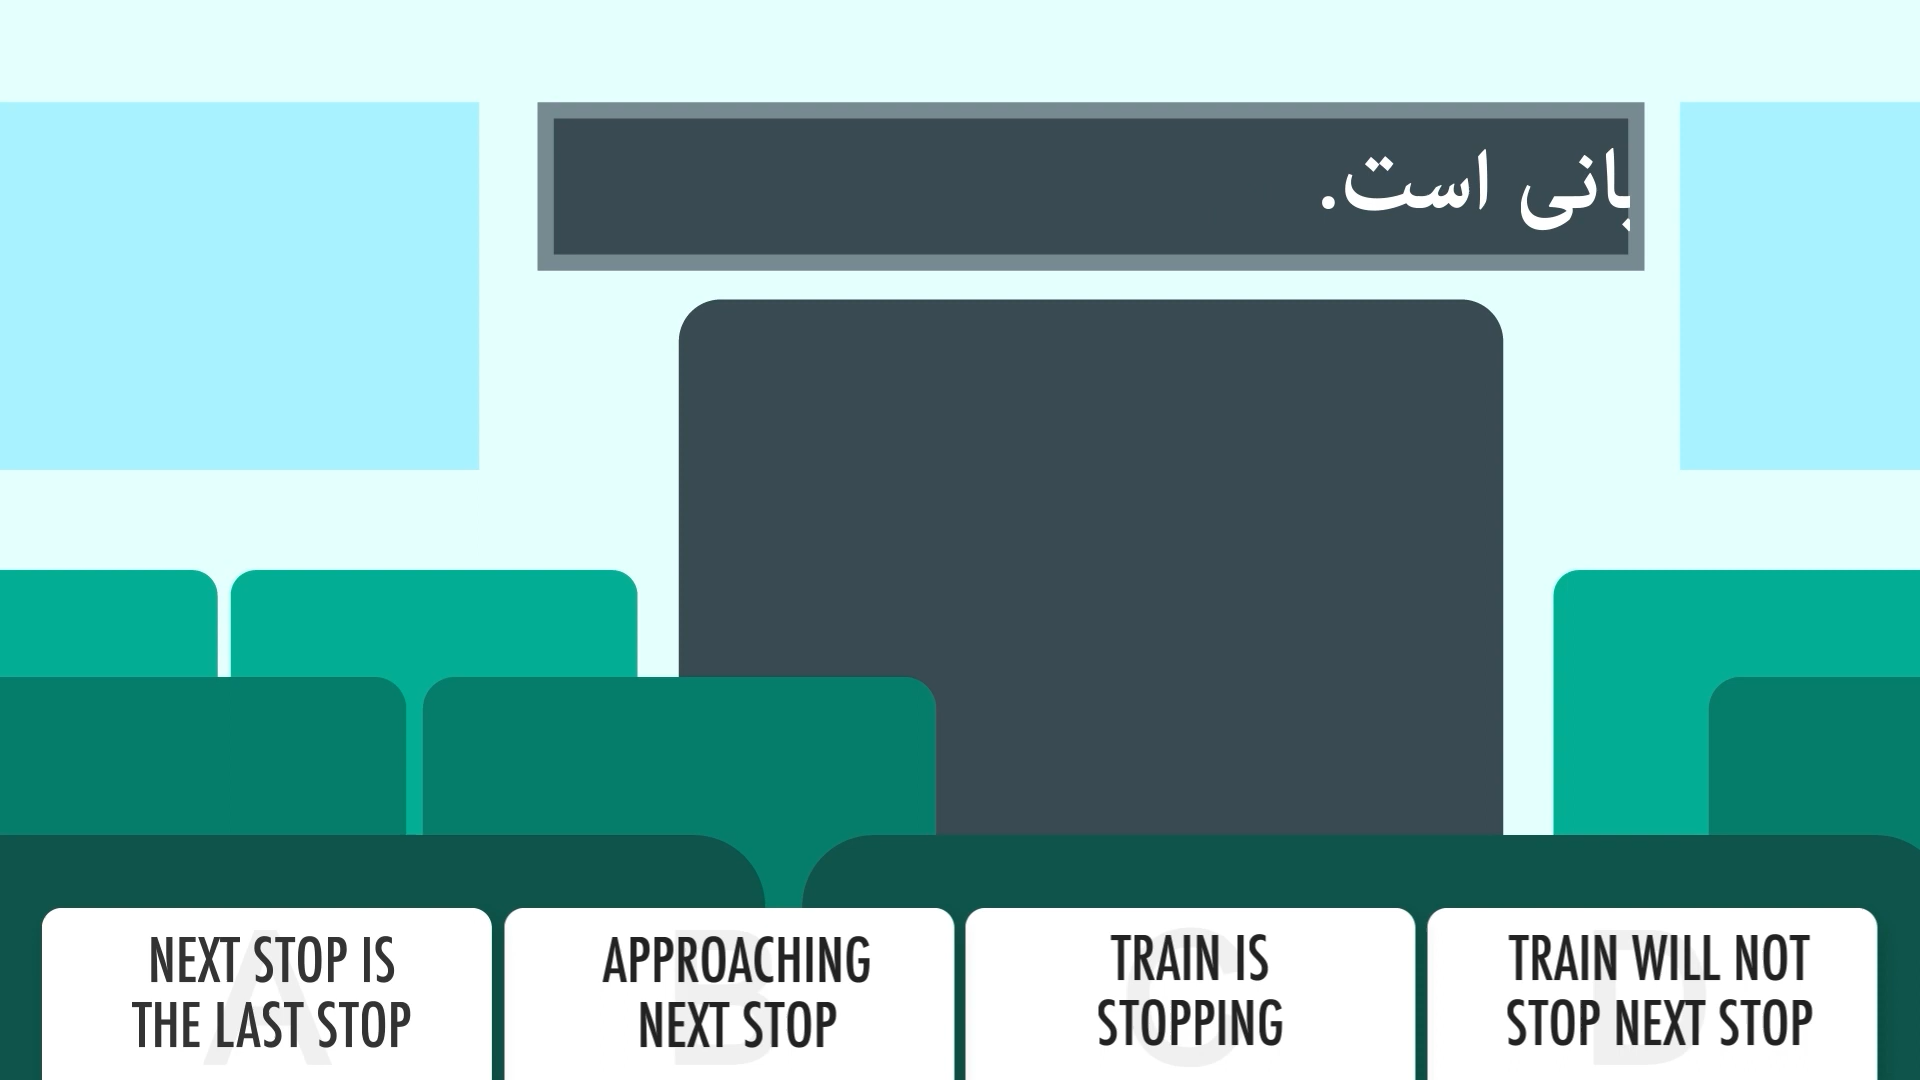 پانی است.
NEXT STOP IS
THE LAST STOP
APPROACHING
NEXT STOP
TRAIN IS
STOPPING
TRAIN WILL NOT
STOP NEXT STOP
A
B
C
D